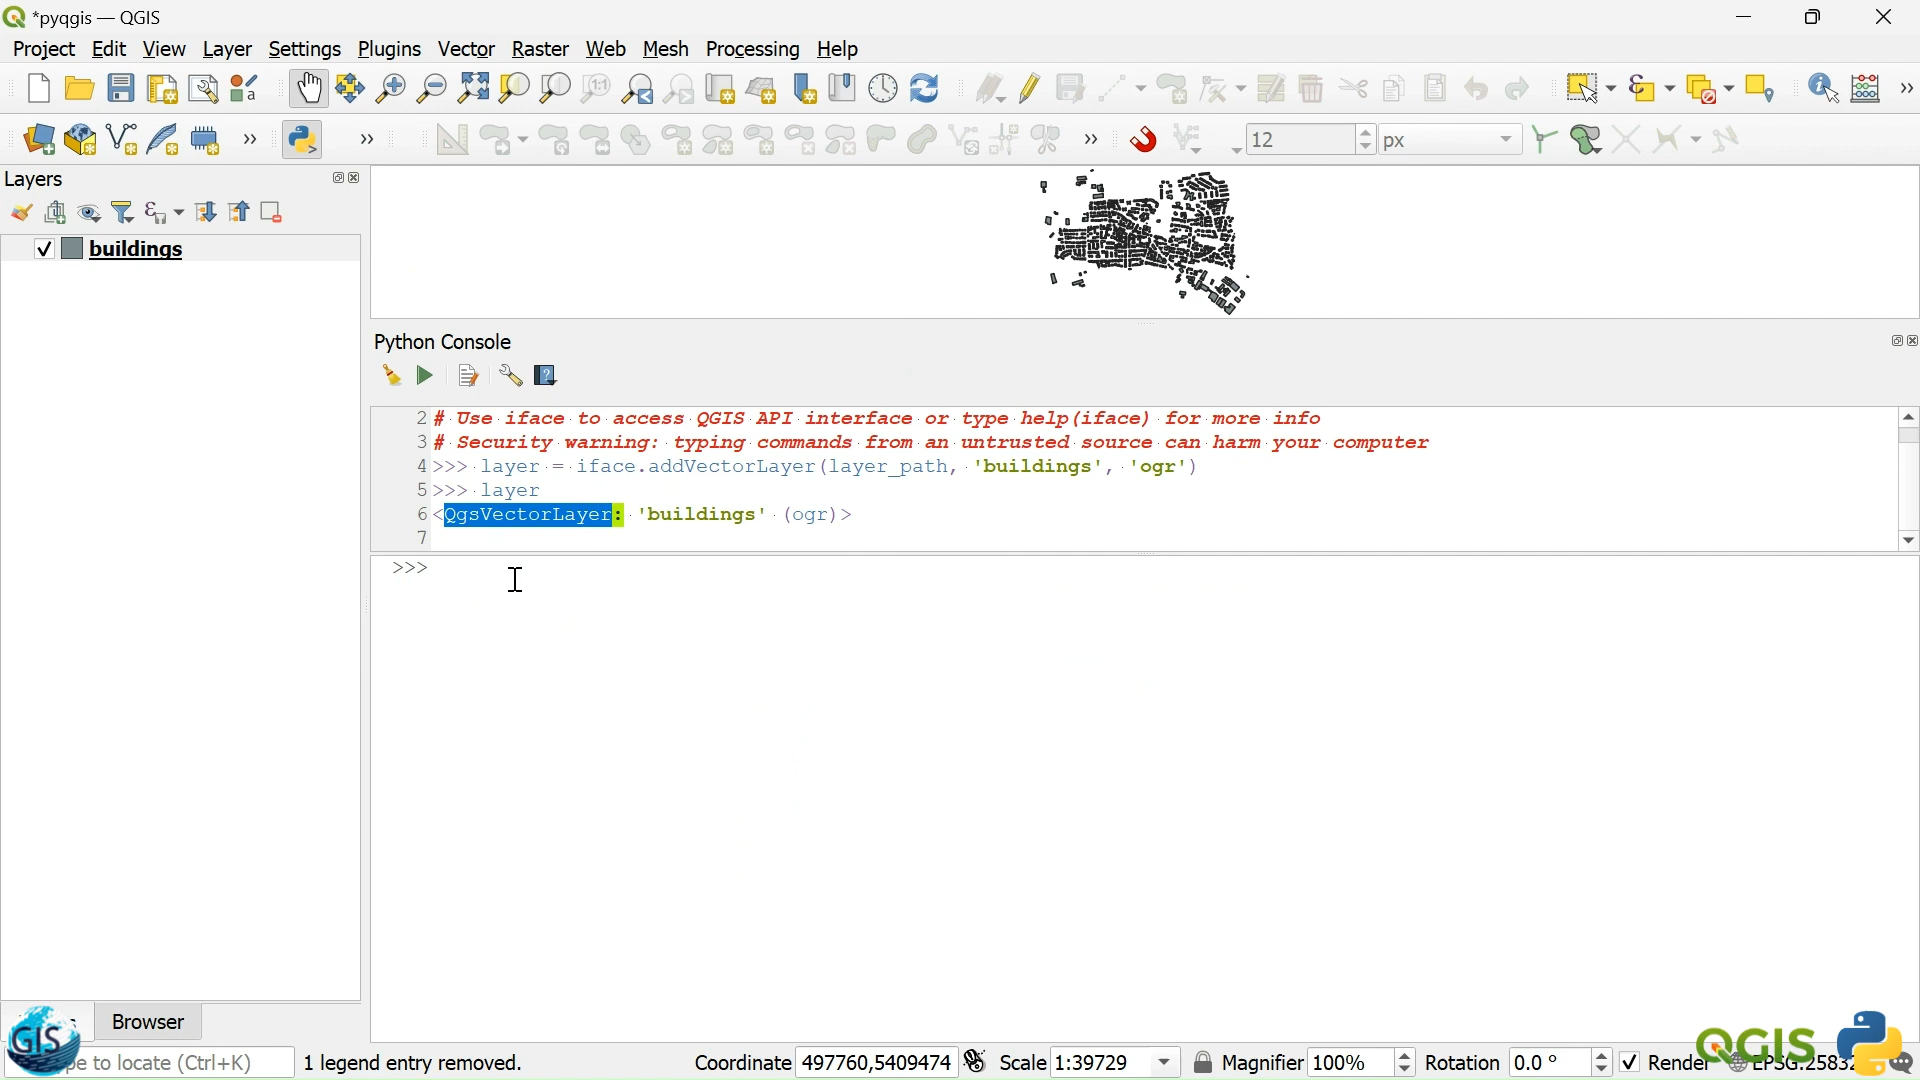 *pyqgis — QGIS
Project Edit View Layer Settings Plugins Vector Raster Web Mesh Processing Help
12 px
Layers
buildings
Python Console
2 # Use iface to access QGIS API interface or type help(iface) for more info
3 # Security warning: typing commands from an untrusted source can harm your computer
4 >>> layer = iface.addVectorLayer(layer_path, 'buildings', 'ogr')
5 >>> layer
6 <QgsVectorLayer: 'buildings' (ogr)>
7
>>>
Browser
GIS
pe to locate (Ctrl+K) 1 legend entry removed. Coordinate 497760,5409474 Scale 1:39729 Magnifier 100% Rotation 0.0 ° Render EPSG:2583
QGIS